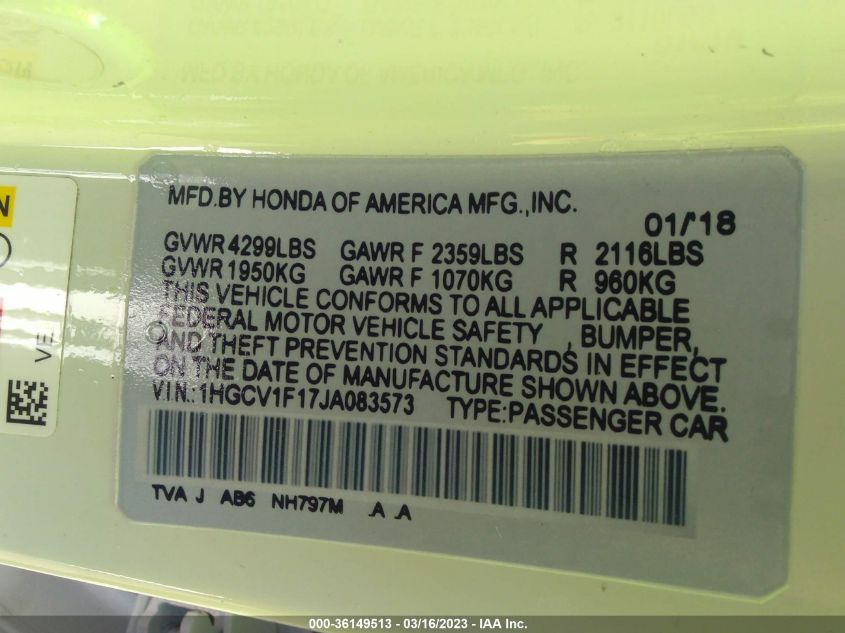 MFD.BY HONDA OF AMERICA MFG.,INC.
01/18
GVWR 4299LBS GAWR F 2359LBS R 2116LBS
GVWR 1950KG GAWR F 1070KG R 960KG
THIS VEHICLE CONFORMS TO ALL APPLICABLE
FEDERAL MOTOR VEHICLE SAFETY , BUMPER,
AND THEFT PREVENTION STANDARDS IN EFFECT
ON THE DATE OF MANUFACTURE SHOWN ABOVE.
VIN.:1HGCV1F17JA083573 TYPE:PASSENGER CAR
TVA J AB6 NH797M .A .A
N
VE
000-36149513 - 03/16/2023 - IAA Inc.